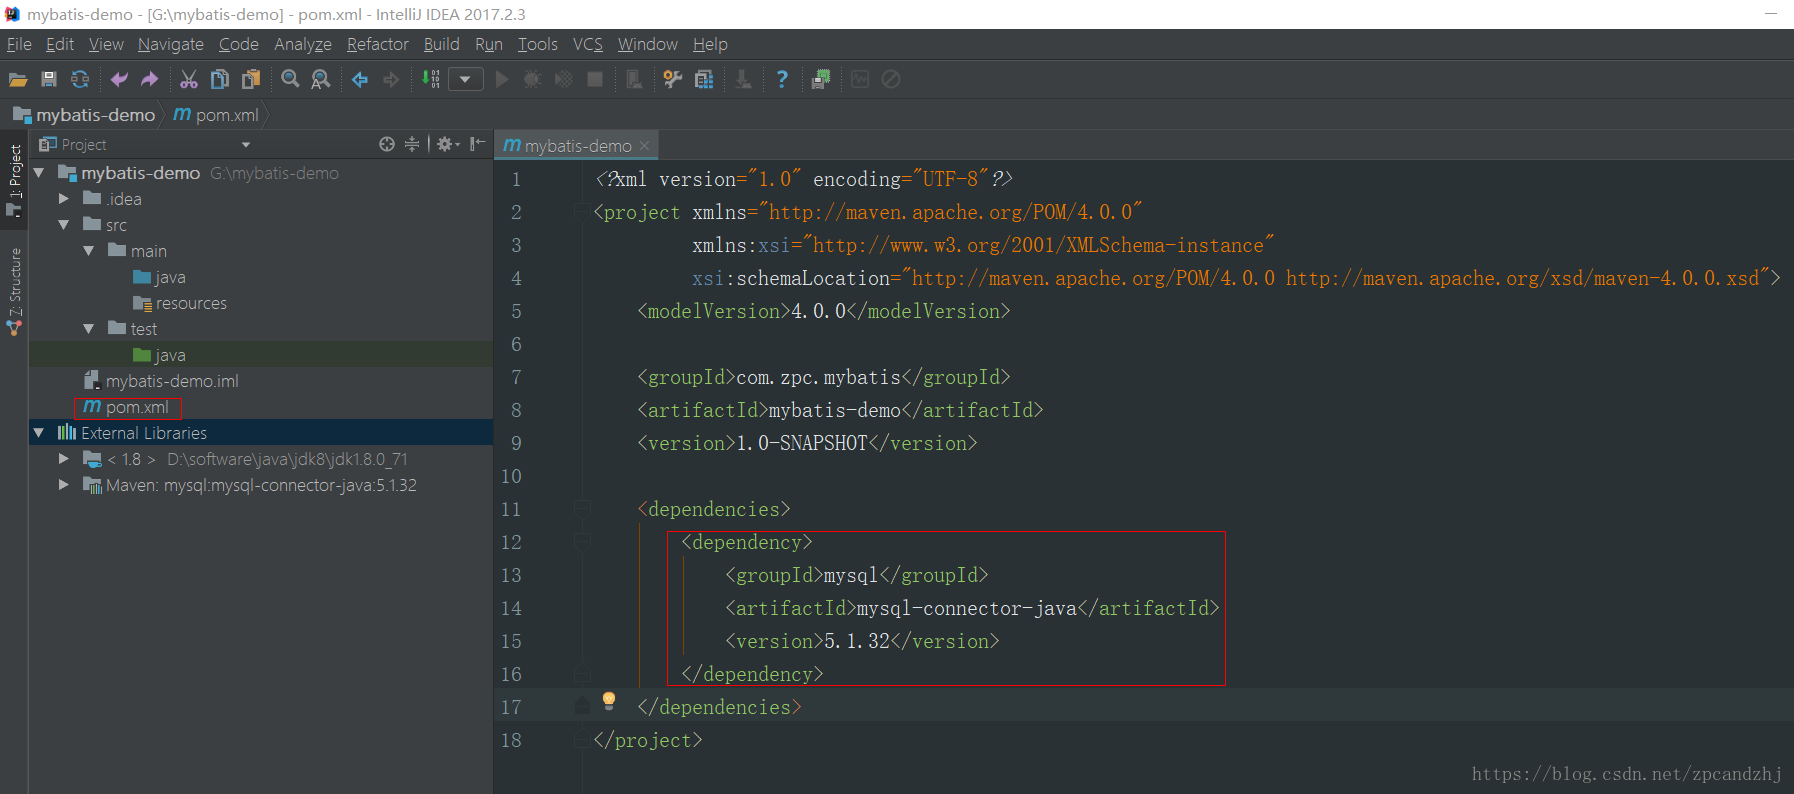 mybatis-demo - [G:\mybatis-demo] - pom.xml - IntelliJ IDEA 2017.2.3
File Edit View Navigate Code Analyze Refactor Build Run Tools VCS Window Help
mybatis-demo pom.xml
1: Project
Z: Structure
Project
mybatis-demo G:\mybatis-demo
.idea
src
main
java
resources
test
java
mybatis-demo.iml
pom.xml
External Libraries
< 1.8 > D:\software\java\jdk8\jdk1.8.0_71
Maven: mysql:mysql-connector-java:5.1.32
mybatis-demo
1 <?xml version="1.0" encoding="UTF-8"?>
2 <project xmlns="http://maven.apache.org/POM/4.0.0"
3 xmlns:xsi="http://www.w3.org/2001/XMLSchema-instance"
4 xsi:schemaLocation="http://maven.apache.org/POM/4.0.0 http://maven.apache.org/xsd/maven-4.0.0.xsd">
5 <modelVersion>4.0.0</modelVersion>
6
7 <groupId>com.zpc.mybatis</groupId>
8 <artifactId>mybatis-demo</artifactId>
9 <version>1.0-SNAPSHOT</version>
10
11 <dependencies>
12 <dependency>
13 <groupId>mysql</groupId>
14 <artifactId>mysql-connector-java</artifactId>
15 <version>5.1.32</version>
16 </dependency>
17 </dependencies>
18 </project>
https://blog.csdn.net/zpcandzhj